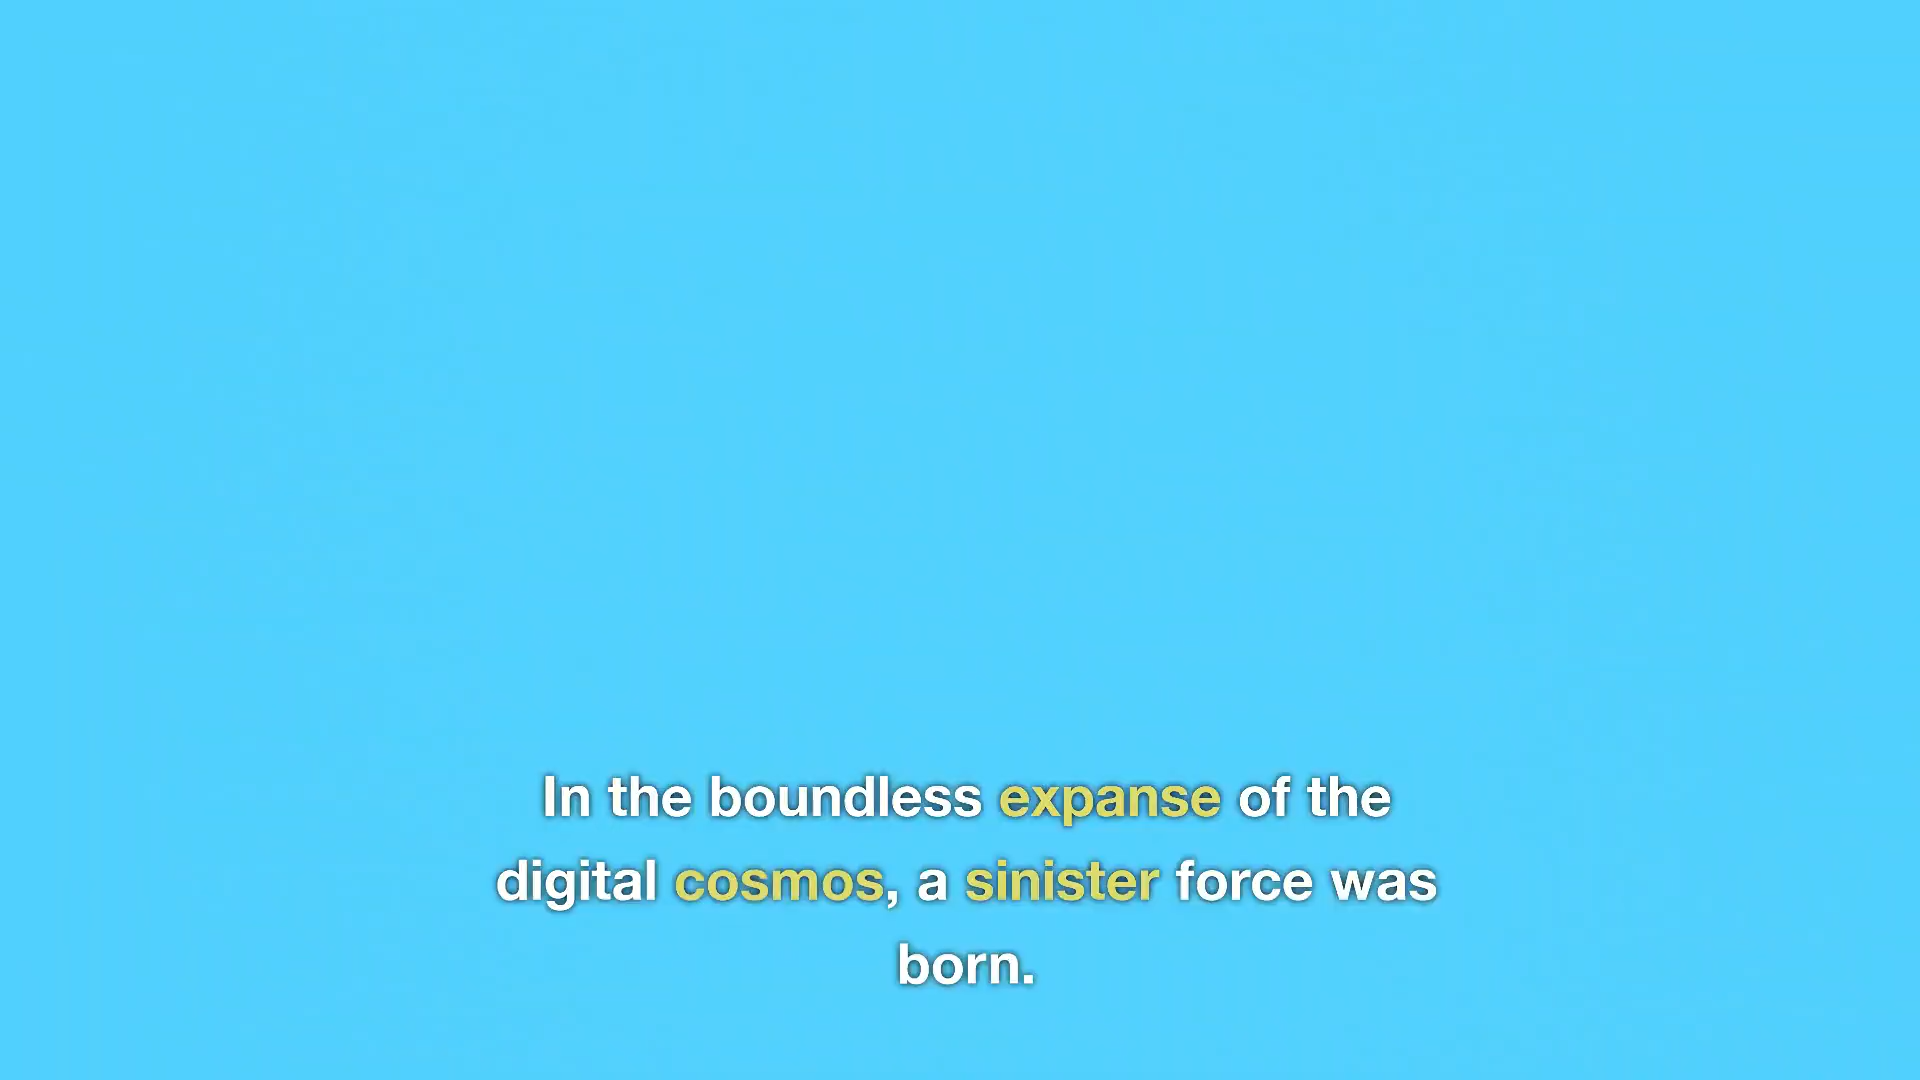 In the boundless expanse of the
digital cosmos, a sinister force was
born.